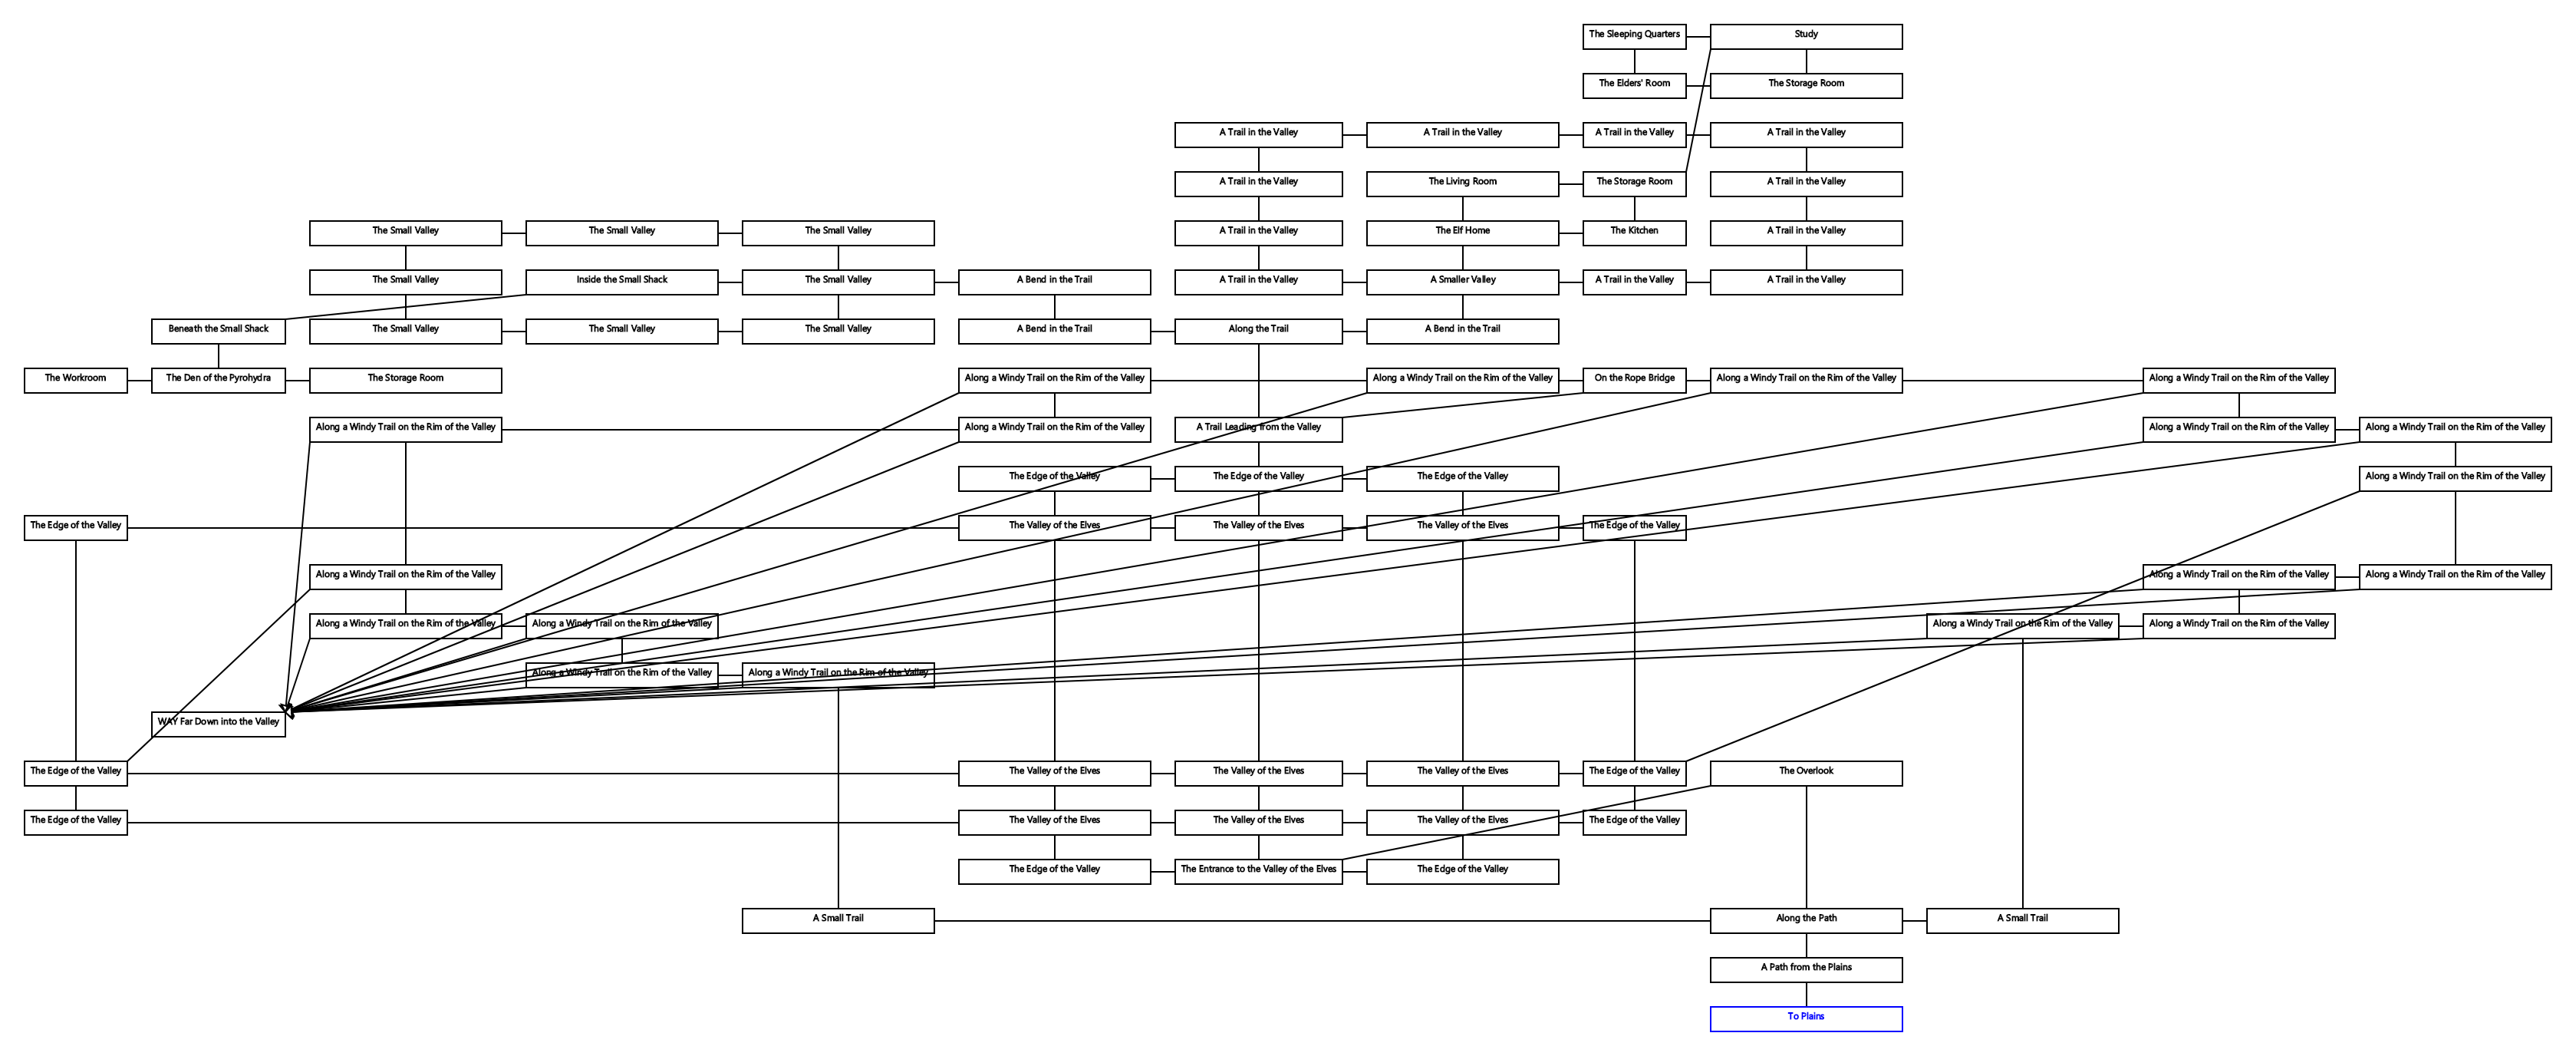 The Sleeping Quarters
Study
The Elders' Room
The Storage Room
A Trail in the Valley
A Trail in the Valley
A Trail in the Valley
A Trail in the Valley
A Trail in the Valley
The Living Room
The Storage Room
A Trail in the Valley
The Small Valley
The Small Valley
The Small Valley
A Trail in the Valley
The Elf Home
The Kitchen
A Trail in the Valley
The Small Valley
Inside the Small Shack
The Small Valley
A Bend in the Trail
A Trail in the Valley
A Smaller Valley
A Trail in the Valley
A Trail in the Valley
Beneath the Small Shack
The Small Valley
The Small Valley
The Small Valley
A Bend in the Trail
Along the Trail
A Bend in the Trail
The Workroom
The Den of the Pyrohydra
The Storage Room
Along a Windy Trail on the Rim of the Valley
Along a Windy Trail on the Rim of the Valley
On the Rope Bridge
Along a Windy Trail on the Rim of the Valley
Along a Windy Trail on the Rim of the Valley
Along a Windy Trail on the Rim of the Valley
Along a Windy Trail on the Rim of the Valley
A Trail Leading from the Valley
Along a Windy Trail on the Rim of the Valley
Along a Windy Trail on the Rim of the Valley
The Edge of the Valley
The Edge of the Valley
The Edge of the Valley
Along a Windy Trail on the Rim of the Valley
The Edge of the Valley
The Valley of the Elves
The Valley of the Elves
The Valley of the Elves
The Edge of the Valley
Along a Windy Trail on the Rim of the Valley
Along a Windy Trail on the Rim of the Valley
Along a Windy Trail on the Rim of the Valley
Along a Windy Trail on the Rim of the Valley
Along a Windy Trail on the Rim of the Valley
Along a Windy Trail on the Rim of the Valley
Along a Windy Trail on the Rim of the Valley
Along a Windy Trail on the Rim of the Valley
Along a Windy Trail on the Rim of the Valley
WAY Far Down into the Valley
The Edge of the Valley
The Valley of the Elves
The Valley of the Elves
The Valley of the Elves
The Edge of the Valley
The Overlook
The Edge of the Valley
The Valley of the Elves
The Valley of the Elves
The Valley of the Elves
The Edge of the Valley
The Edge of the Valley
The Entrance to the Valley of the Elves
The Edge of the Valley
A Small Trail
Along the Path
A Small Trail
A Path from the Plains
To Plains